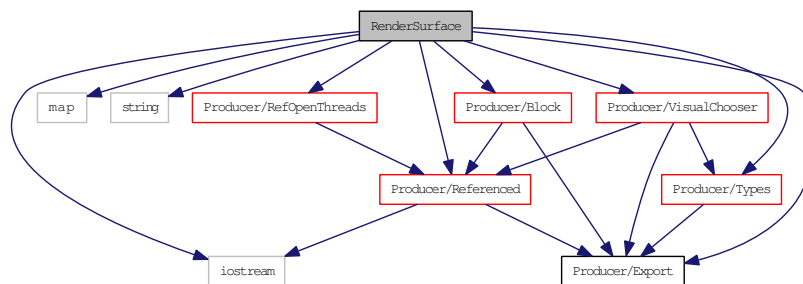 RenderSurface
map
string
Producer/RefOpenThreads
Producer/Block
Producer/VisualChooser
Producer/Referenced
Producer/Types
iostream
Producer/Export